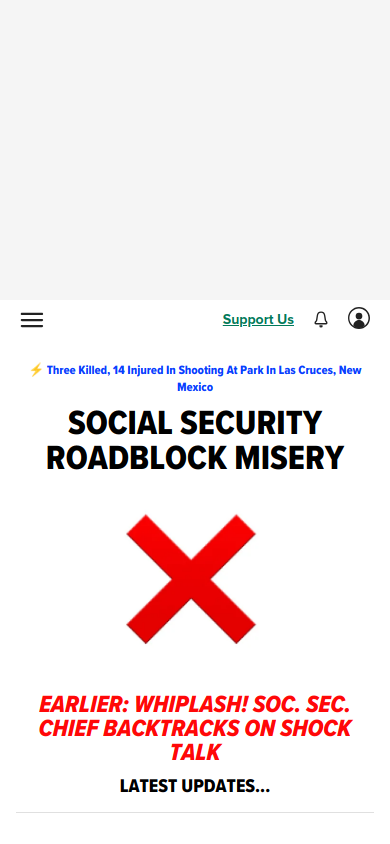 Support Us
⚡ Three Killed, 14 Injured In Shooting At Park In Las Cruces, New
Mexico
SOCIAL SECURITY
ROADBLOCK MISERY
EARLIER: WHIPLASH! SOC. SEC.
CHIEF BACKTRACKS ON SHOCK
TALK
LATEST UPDATES...